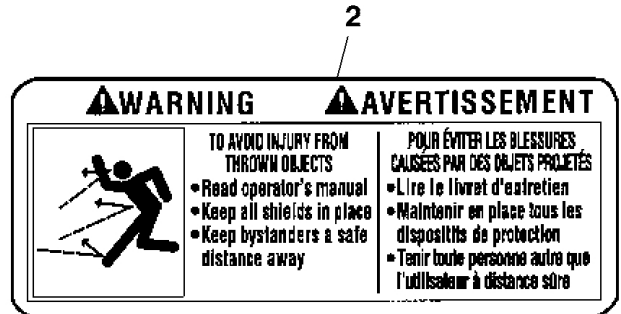 2
WARNING
AVERTISSEMENT
TO AVOID INJURY FROM
THROWN OBJECTS
•Read operator's manual
•Keep all shields in place
•Keep bystanders a safe
distance away
POUR ÉVITER LES BLESSURES
CAUSÉES PAR DES OBJETS PROJETÉS
•Lire le livret d'entretien
•Maintenir en place tous les
dispositifs de protection
•Tenir toute personne autre que
l'utilisateur à distance sûre